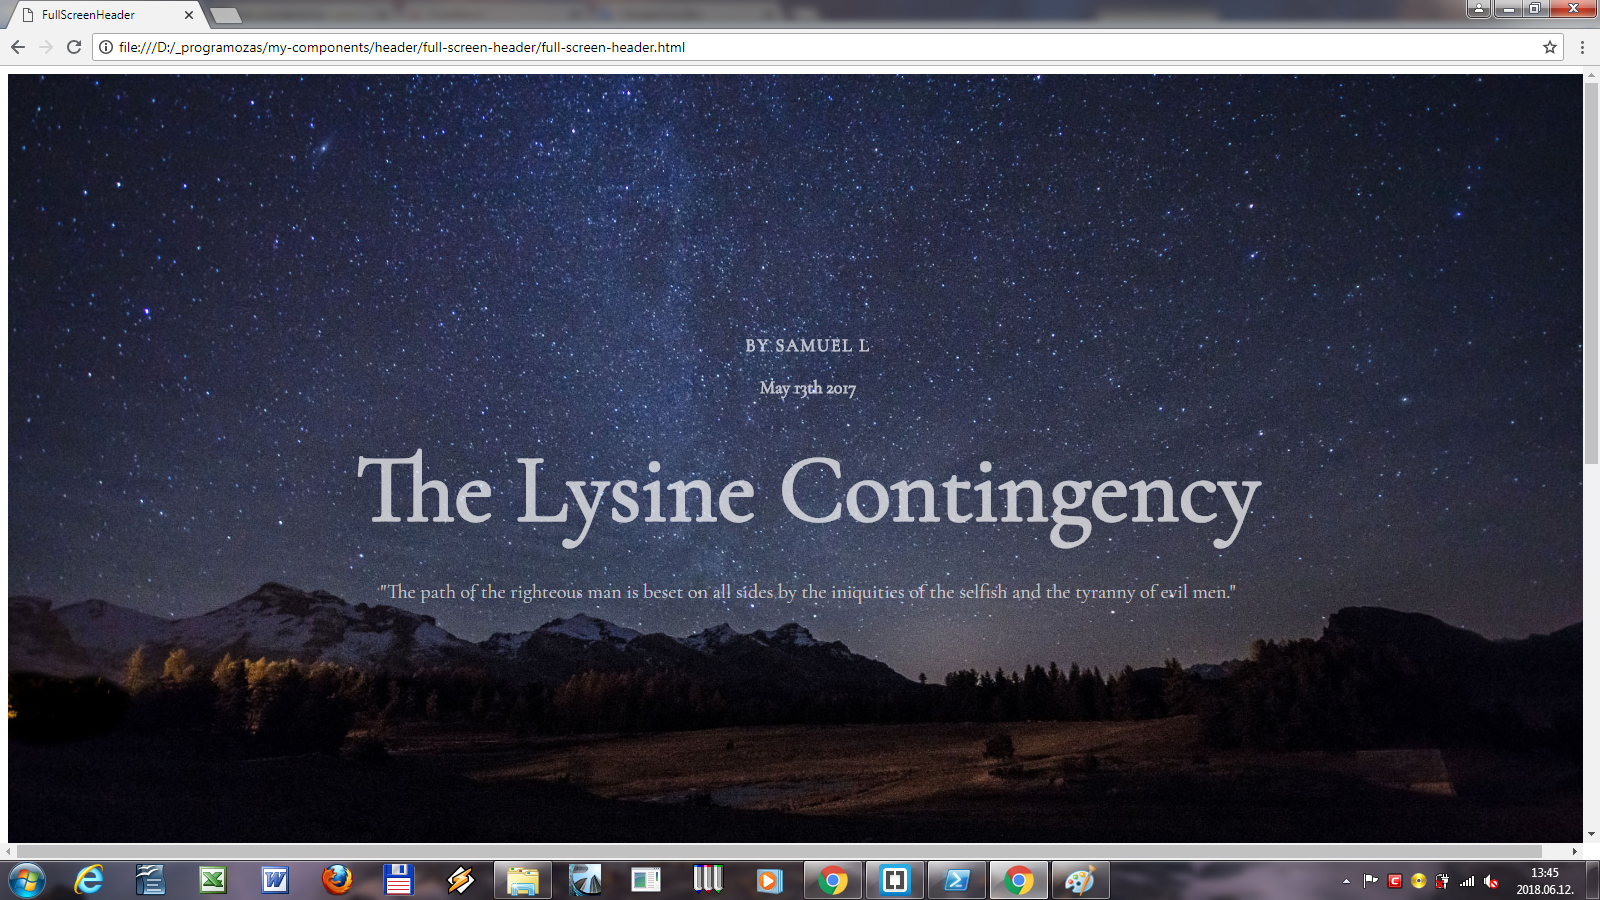 FullScreenHeader
file:///D:/_programozas/my-components/header/full-screen-header/full-screen-header.html
BY SAMUEL L
May 13th 2017
The Lysine Contingency
"The path of the righteous man is beset on all sides by the iniquities of the selfish and the tyranny of evil men."
13:45
2018.06.12.